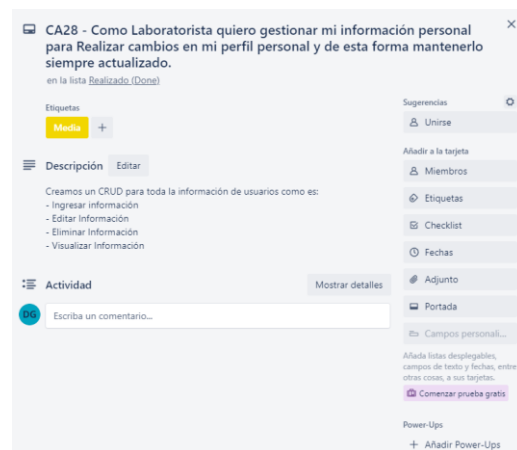 CA28 - Como Laboratorista quiero gestionar mi información personal
para Realizar cambios en mi perfil personal y de esta forma mantenerlo
siempre actualizado.
en la lista Realizado (Done)
Etiquetas
Media +
Descripción Editar
Creamos un CRUD para toda la información de usuarios como es:
- Ingresar información
- Editar Información
- Eliminar Información
- Visualizar Información
Actividad Mostrar detalles
DG Escriba un comentario...
Sugerencias
Unirse
Añadir a la tarjeta
Miembros
Etiquetas
Checklist
Fechas
Adjunto
Portada
Campos personali...
Añada listas desplegables,
campos de texto y fechas, entre
otras cosas, a sus tarjetas.
Comenzar prueba gratis
Power-Ups
+ Añadir Power-Ups